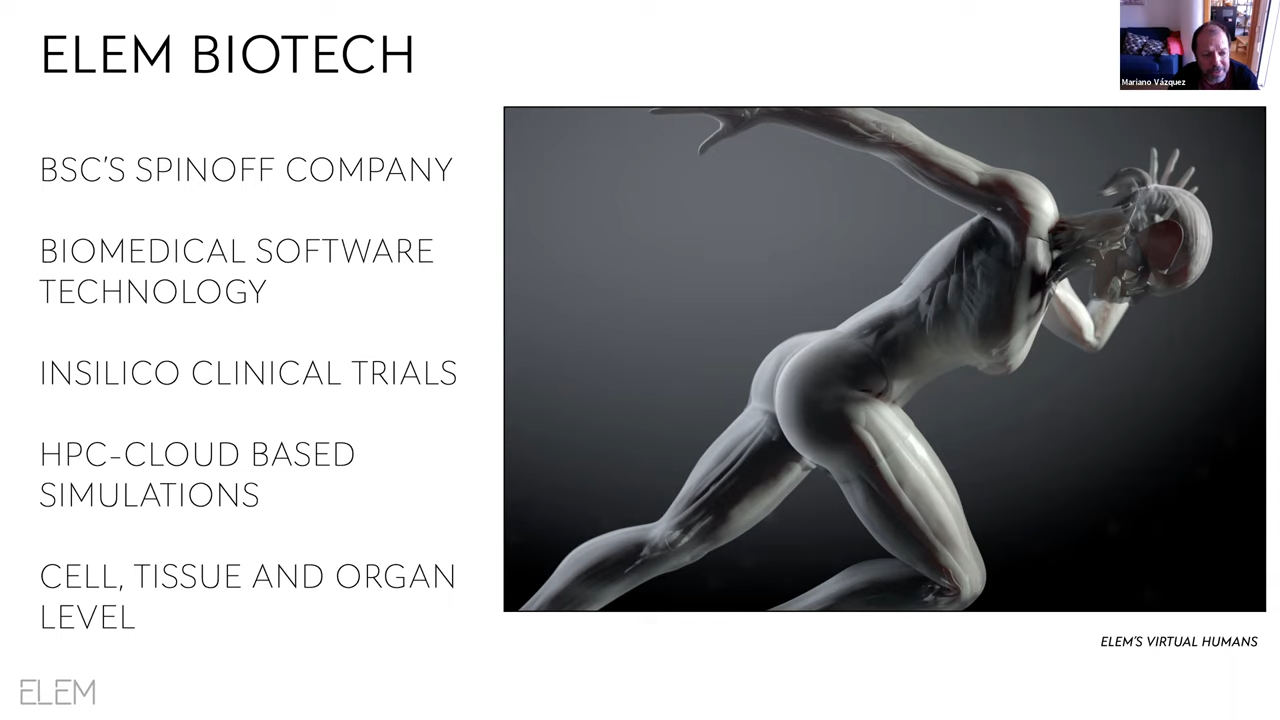 ELEM BIOTECH
Mariano Vázquez
BSC'S SPINOFF COMPANY
BIOMEDICAL SOFTWARE
TECHNOLOGY
INSILICO CLINICAL TRIALS
HPC-CLOUD BASED
SIMULATIONS
CELL, TISSUE AND ORGAN
LEVEL
ELEM'S VIRTUAL HUMANS
ELEM